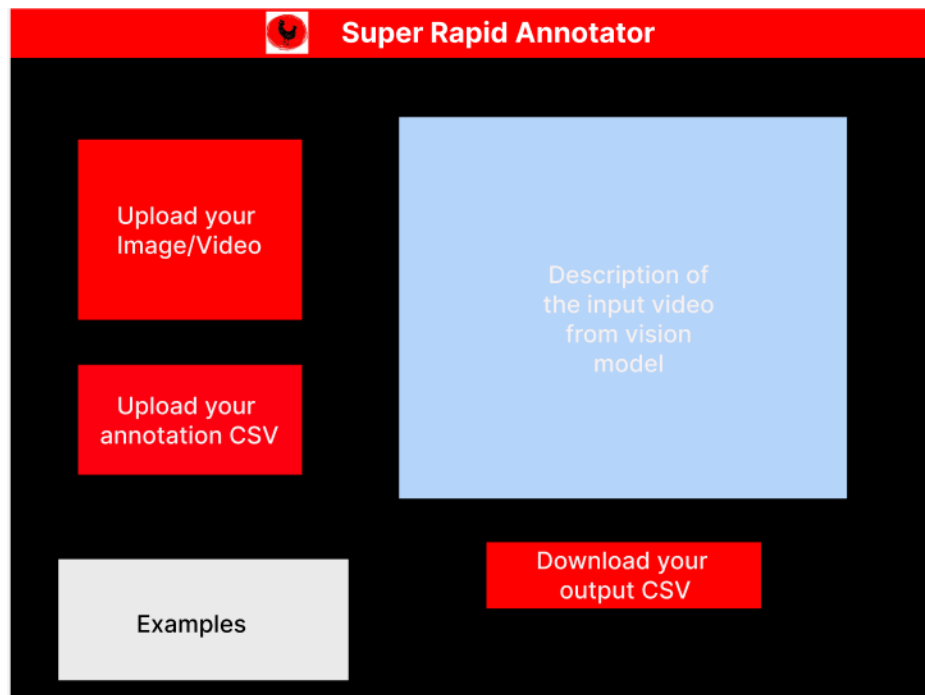 Super Rapid Annotator
Upload your
Image/Video
Description of
the input video
from vision
model
Upload your
annotation CSV
Download your
output CSV
Examples